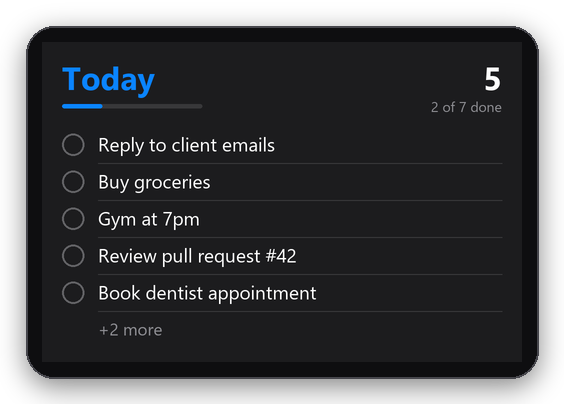 Today
5
2 of 7 done
Reply to client emails
Buy groceries
Gym at 7pm
Review pull request #42
Book dentist appointment
+2 more